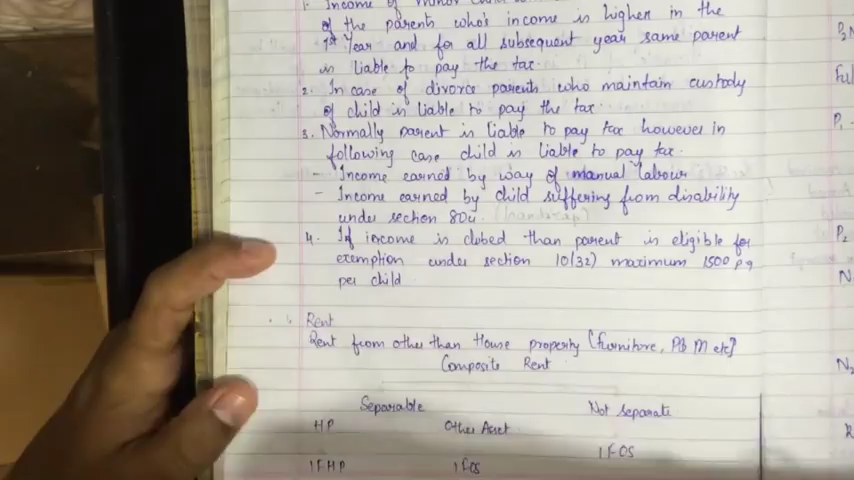 1. Income of minor
of the parents who's income is higher in the
1st Year and for all subsequent year same parent
is liable to pay the tax.
2. In case of divorce parents who maintain custody
of child is liable to pay the tax
3. Normally parent is liable to pay tax however in
following case child is liable to pay tax.
- Income earned by way of manual labour
- Income earned by child suffering from disability
under section 80u
4. If income is clubed than parent is eligible for
exemption under section 10(32) maximum 1500 pa
per child
Rent
Rent from other than House property [furniture, P&M etc]
Composite Rent
Separable Not separate
HP Other Asset
IFOS
IFHP IFOS